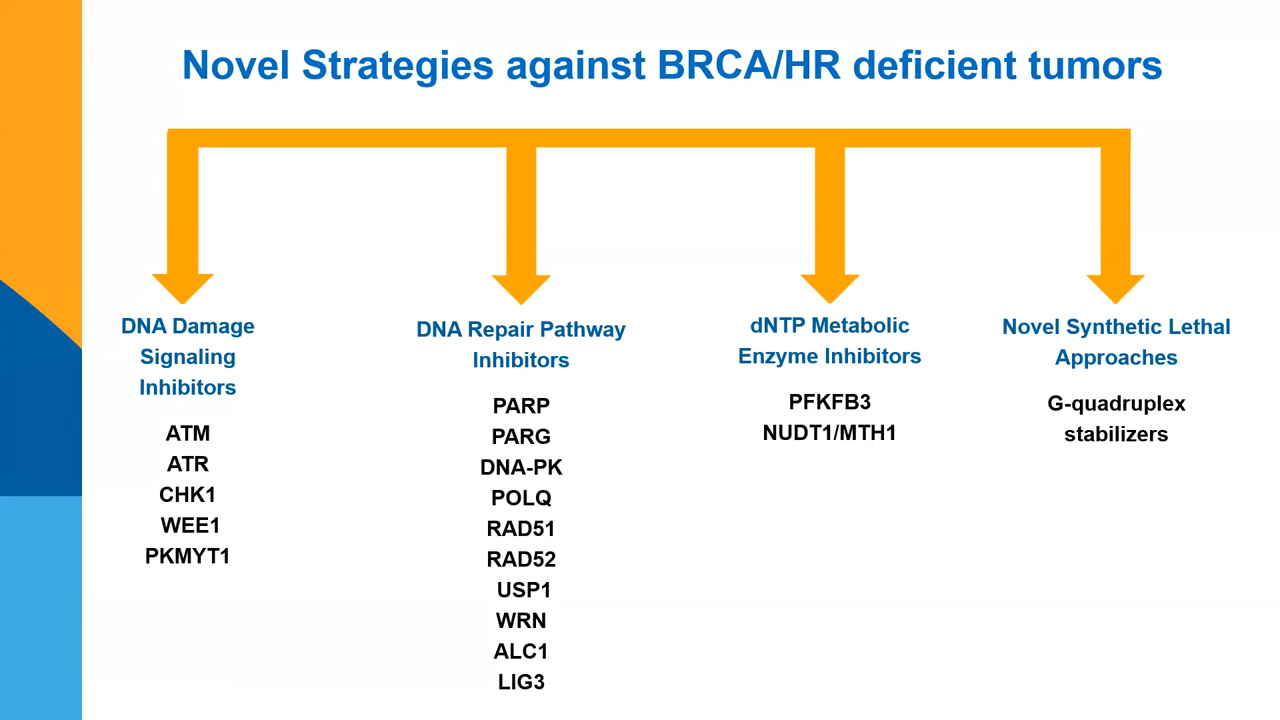 Novel Strategies against BRCA/HR deficient tumors
DNA Damage
Signaling
Inhibitors
ATM
ATR
CHK1
WEE1
PKMYT1
DNA Repair Pathway
Inhibitors
PARP
PARG
DNA-PK
POLQ
RAD51
RAD52
USP1
WRN
ALC1
LIG3
dNTP Metabolic
Enzyme Inhibitors
PFKFB3
NUDT1/MTH1
Novel Synthetic Lethal
Approaches
G-quadruplex
stabilizers